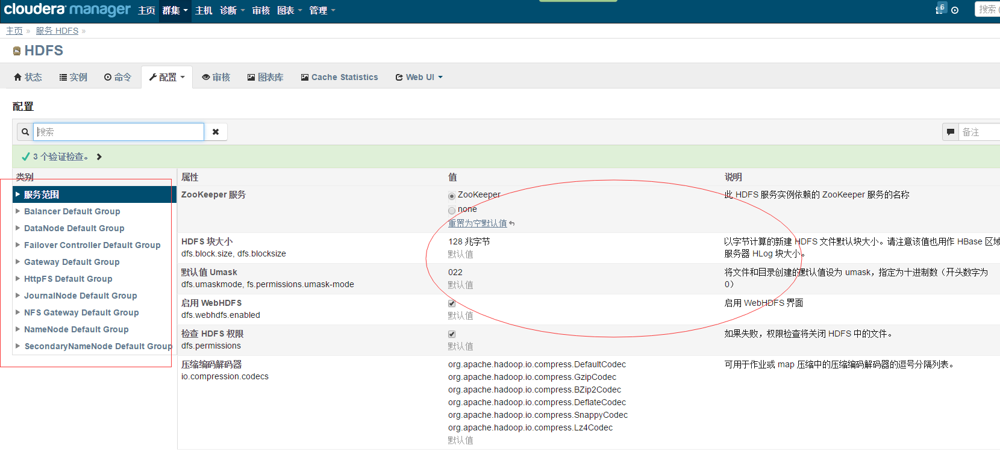 cloudera manager 主页 群集 主机 诊断 审核 图表 管理 6 搜索
主页 » 服务 HDFS »
HDFS
状态 实例 命令 配置 审核 图表库 Cache Statistics Web UI
配置
搜索 备注
3 个验证检查。
类别 属性 值 说明
服务范围
Balancer Default Group
DataNode Default Group
Failover Controller Default Group
Gateway Default Group
HttpFS Default Group
JournalNode Default Group
NFS Gateway Default Group
NameNode Default Group
SecondaryNameNode Default Group
ZooKeeper 服务
ZooKeeper
none
重置为空默认值
此 HDFS 服务实例依赖的 ZooKeeper 服务的名称
HDFS 块大小
dfs.block.size, dfs.blocksize
128 兆字节
默认值
以字节计算的新建 HDFS 文件默认块大小。请注意该值也用作 HBase 区域
服务器 HLog 块大小。
默认值 Umask
dfs.umaskmode, fs.permissions.umask-mode
022
默认值
将文件和目录创建的默认值设为 umask，指定为十进制数（开头数字为
0）
启用 WebHDFS
dfs.webhdfs.enabled
默认值
启用 WebHDFS 界面
检查 HDFS 权限
dfs.permissions
默认值
如果失败，权限检查将关闭 HDFS 中的文件。
压缩编码解码器
io.compression.codecs
org.apache.hadoop.io.compress.DefaultCodec
org.apache.hadoop.io.compress.GzipCodec
org.apache.hadoop.io.compress.BZip2Codec
org.apache.hadoop.io.compress.DeflateCodec
org.apache.hadoop.io.compress.SnappyCodec
org.apache.hadoop.io.compress.Lz4Codec
默认值
可用于作业或 map 压缩中的压缩编码解码器的逗号分隔列表。